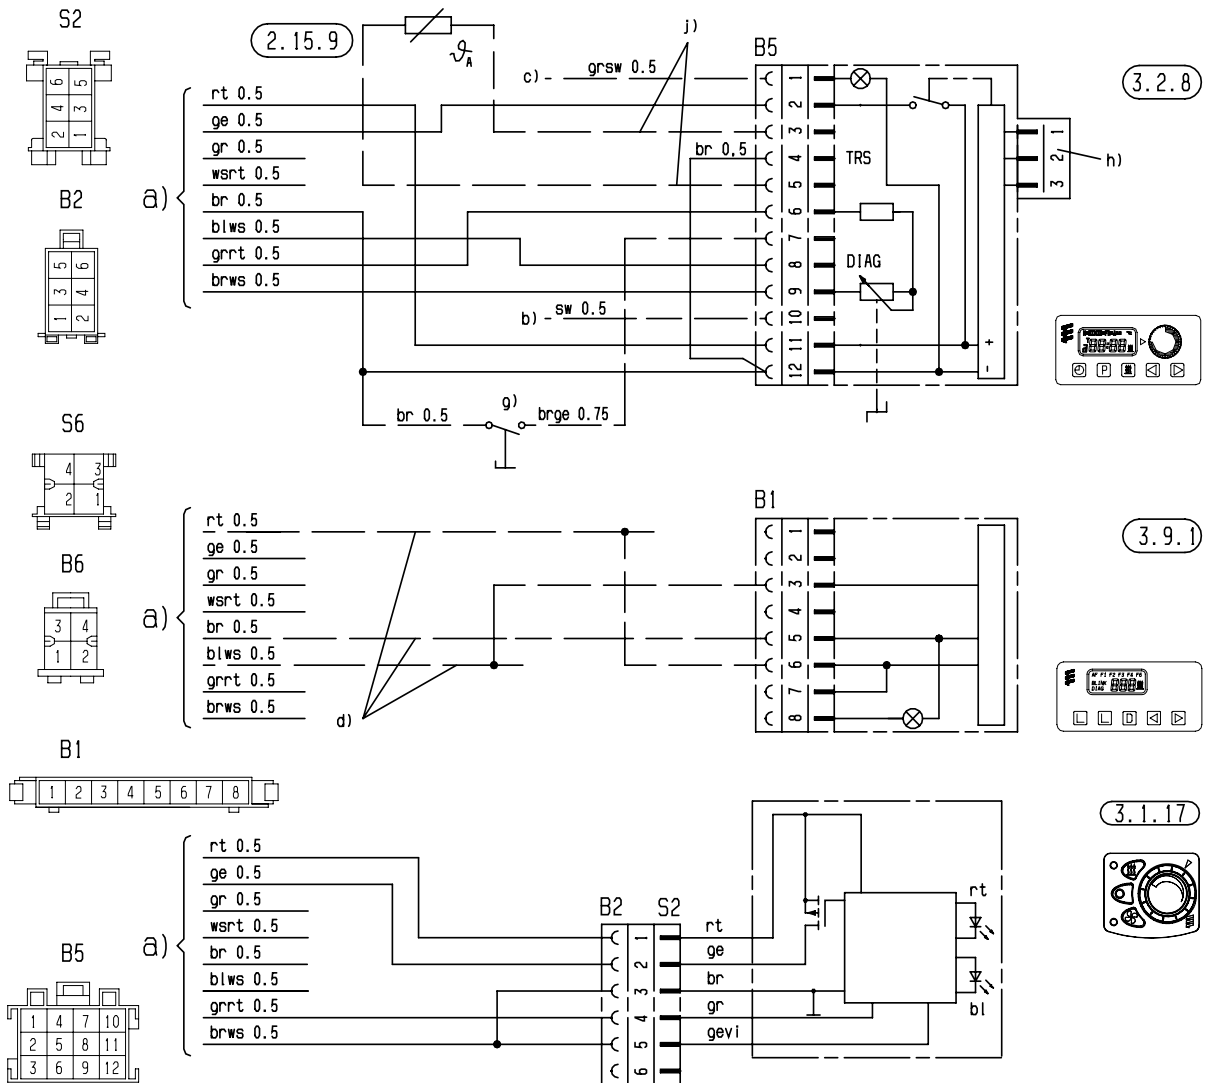 S2
6 5
4 3
2 1
B2
5 6
3 4
1 2
S6
4 3
2 1
B6
3 4
1 2
B1
1 2 3 4 5 6 7 8
B5
1 4 7 10
2 5 8 11
3 6 9 12
2.15.9
ϑA
j)
B5
3.2.8
c)
grsw 0.5
a)
rt 0.5
ge 0.5
gr 0.5
wsrt 0.5
br 0.5
blws 0.5
grrt 0.5
brws 0.5
br 0,5
b)
sw 0.5
g)
br 0.5
brge 0.75
1
2
3
4
5
6
7
8
9
10
11
12
TRS
DIAG
+
-
1
2
3
h)
P
B1
3.9.1
a)
rt 0.5
ge 0.5
gr 0.5
wsrt 0.5
br 0.5
blws 0.5
grrt 0.5
brws 0.5
d)
1
2
3
4
5
6
7
8
AF F1 F2 F3 F4 F5
BLINK
DIAG
L L D
3.1.17
a)
rt 0.5
ge 0.5
gr 0.5
wsrt 0.5
br 0.5
blws 0.5
grrt 0.5
brws 0.5
B2 S2
1
2
3
4
5
6
rt
ge
br
gr
gevi
rt
bl